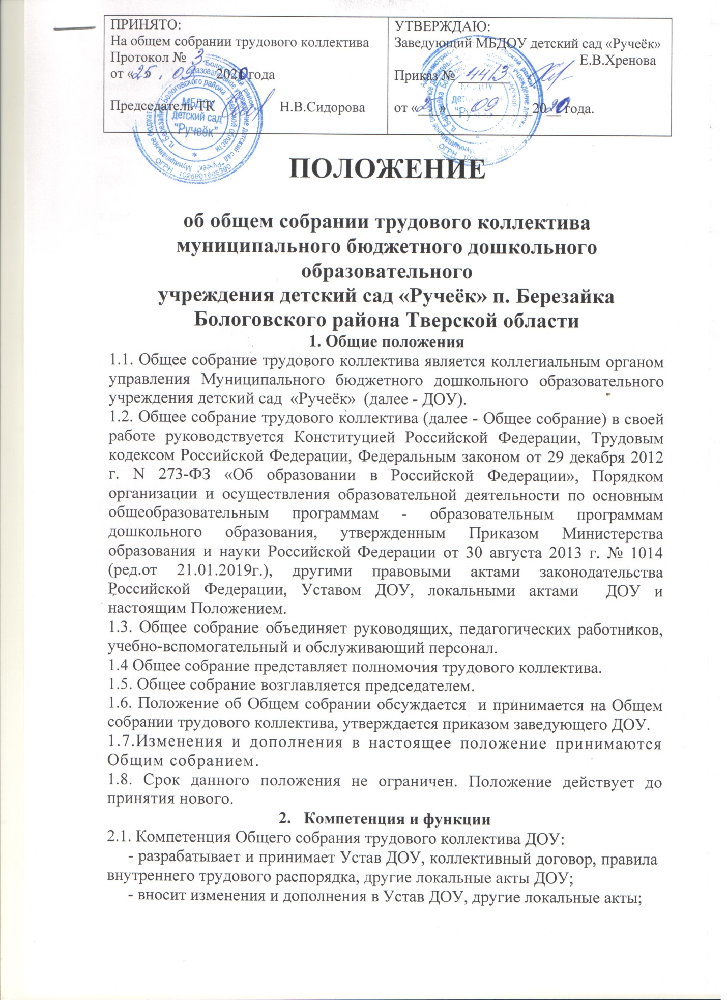 ПРИНЯТО:
На общем собрании трудового коллектива
Протокол № 3
от «25» 09 2020 года
Председатель ТК Н.В.Сидорова
УТВЕРЖДАЮ:
Заведующий МБДОУ детский сад «Ручеёк»
Е.В.Хренова
Приказ № 44/3
от «25» 09 2020 года.
МБДОУ
детский сад
"Ручеёк"
ОГРН 1026901606390
ПОЛОЖЕНИЕ
об общем собрании трудового коллектива
муниципального бюджетного дошкольного
образовательного
учреждения детский сад «Ручеёк» п. Березайка
Бологовского района Тверской области
1. Общие положения
1.1. Общее собрание трудового коллектива является коллегиальным органом
управления Муниципального бюджетного дошкольного образовательного
учреждения детский сад «Ручеёк» (далее - ДОУ).
1.2. Общее собрание трудового коллектива (далее - Общее собрание) в своей
работе руководствуется Конституцией Российской Федерации, Трудовым
кодексом Российской Федерации, Федеральным законом от 29 декабря 2012
г. N 273-ФЗ «Об образовании в Российской Федерации», Порядком
организации и осуществления образовательной деятельности по основным
общеобразовательным программам - образовательным программам
дошкольного образования, утвержденным Приказом Министерства
образования и науки Российской Федерации от 30 августа 2013 г. № 1014
(ред.от 21.01.2019г.), другими правовыми актами законодательства
Российской Федерации, Уставом ДОУ, локальными актами ДОУ и
настоящим Положением.
1.3. Общее собрание объединяет руководящих, педагогических работников,
учебно-вспомогательный и обслуживающий персонал.
1.4 Общее собрание представляет полномочия трудового коллектива.
1.5. Общее собрание возглавляется председателем.
1.6. Положение об Общем собрании обсуждается и принимается на Общем
собрании трудового коллектива, утверждается приказом заведующего ДОУ.
1.7.Изменения и дополнения в настоящее положение принимаются
Общим собранием.
1.8. Срок данного положения не ограничен. Положение действует до
принятия нового.
2. Компетенция и функции
2.1. Компетенция Общего собрания трудового коллектива ДОУ:
- разрабатывает и принимает Устав ДОУ, коллективный договор, правила
внутреннего трудового распорядка, другие локальные акты ДОУ;
- вносит изменения и дополнения в Устав ДОУ, другие локальные акты;